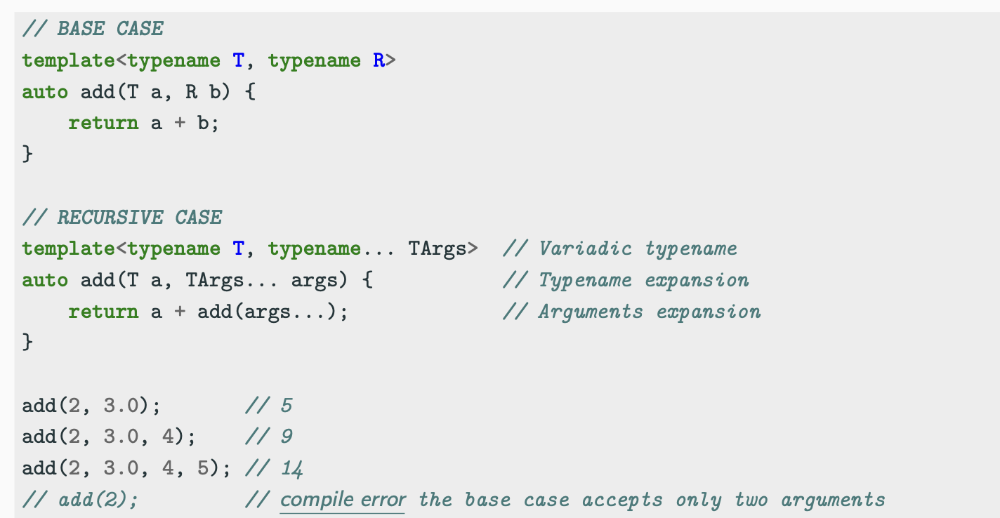 // BASE CASE
template<typename T, typename R>
auto add(T a, R b) {
    return a + b;
}
// RECURSIVE CASE
template<typename T, typename... TArgs>  // Variadic typename
auto add(T a, TArgs... args) {           // Typename expansion
    return a + add(args...);             // Arguments expansion
}
add(2, 3.0);       // 5
add(2, 3.0, 4);    // 9
add(2, 3.0, 4, 5); // 14
// add(2);         // compile error the base case accepts only two arguments